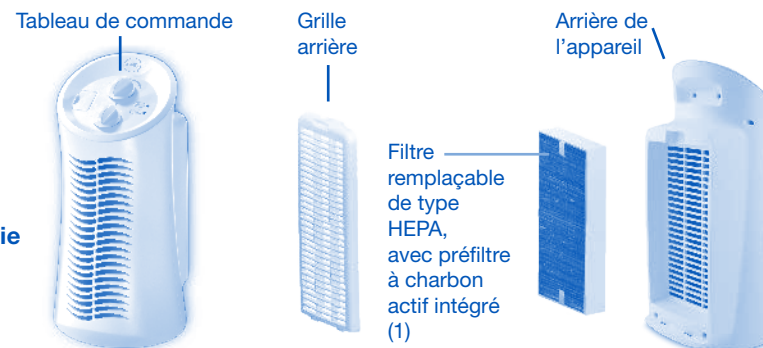 Tableau de commande
Grille
arrière
Arrière de
l’appareil
Filtre
remplaçable
de type
HEPA,
avec préfiltre
à charbon
actif intégré
(1)
ie